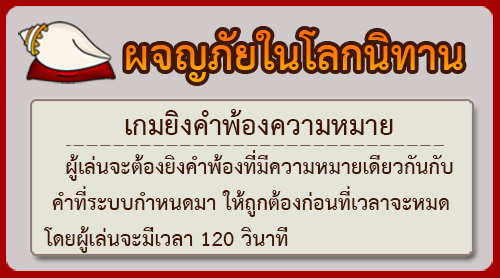 ผจญภัยในโลกนิทาน
เกมยิงคำพ้องความหมาย
ผู้เล่นจะต้องยิงคำพ้องที่มีความหมายเดียวกันกับ
คำที่ระบบกำหนดมา ให้ถูกต้องก่อนที่เวลาจะหมด
โดยผู้เล่นจะมีเวลา 120 วินาที